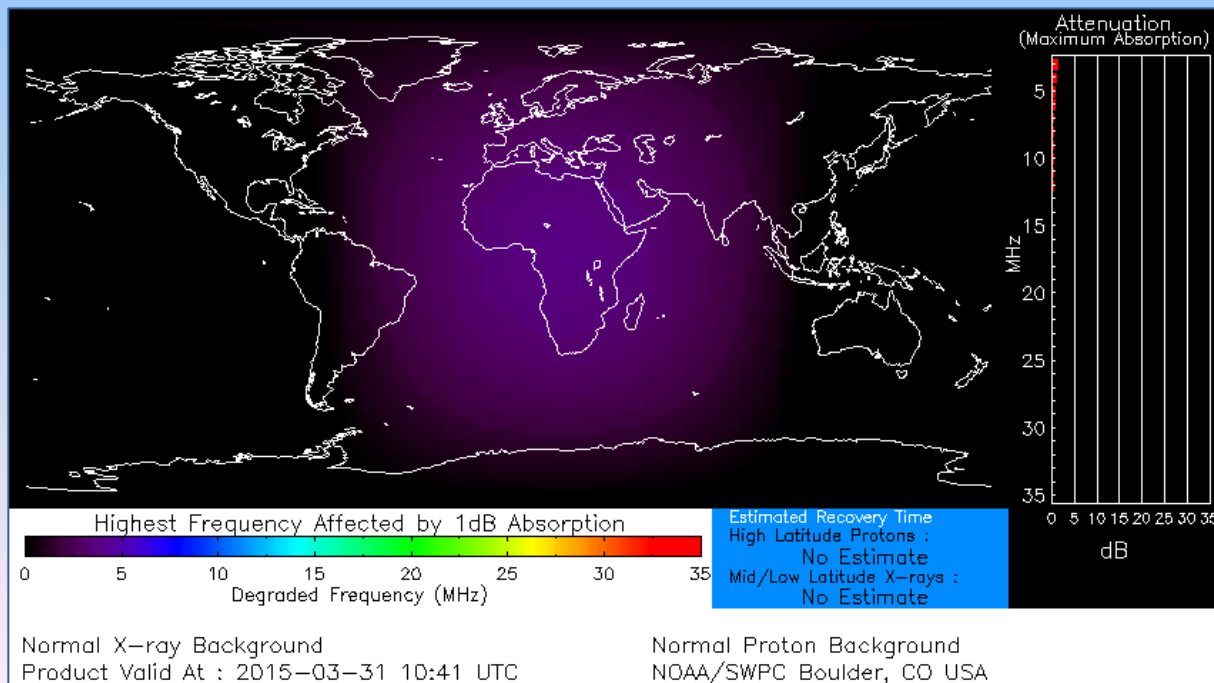 Attenuation
(Maximum Absorption)
5
10
15
20
25
30
35
MHz
0 5 10 15 20 25 30 35
dB
Highest Frequency Affected by 1dB Absorption
0 5 10 15 20 25 30 35
Degraded Frequency (MHz)
Estimated Recovery Time
High Latitude Protons :
No Estimate
Mid/Low Latitude X-rays :
No Estimate
Normal X-ray Background
Product Valid At : 2015-03-31 10:41 UTC
Normal Proton Background
NOAA/SWPC Boulder, CO USA